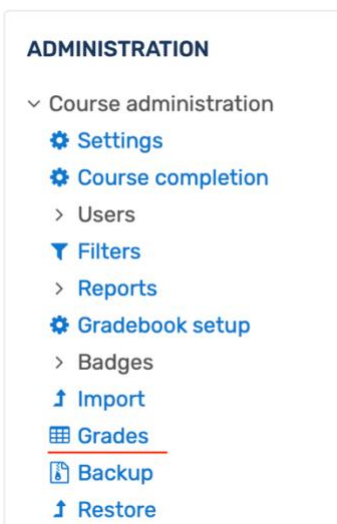 ADMINISTRATION
Course administration
Settings
Course completion
Users
Filters
Reports
Gradebook setup
Badges
Import
Grades
Backup
Restore